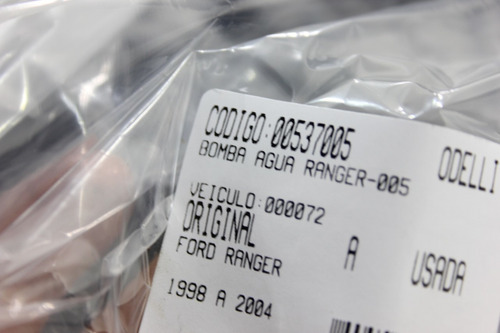 CODIGO:00537005
BOMBA AGUA RANGER-005
ODELLI
VEICULO:000072
ORIGINAL
A
USADA
FORD RANGER
1998 A 2004